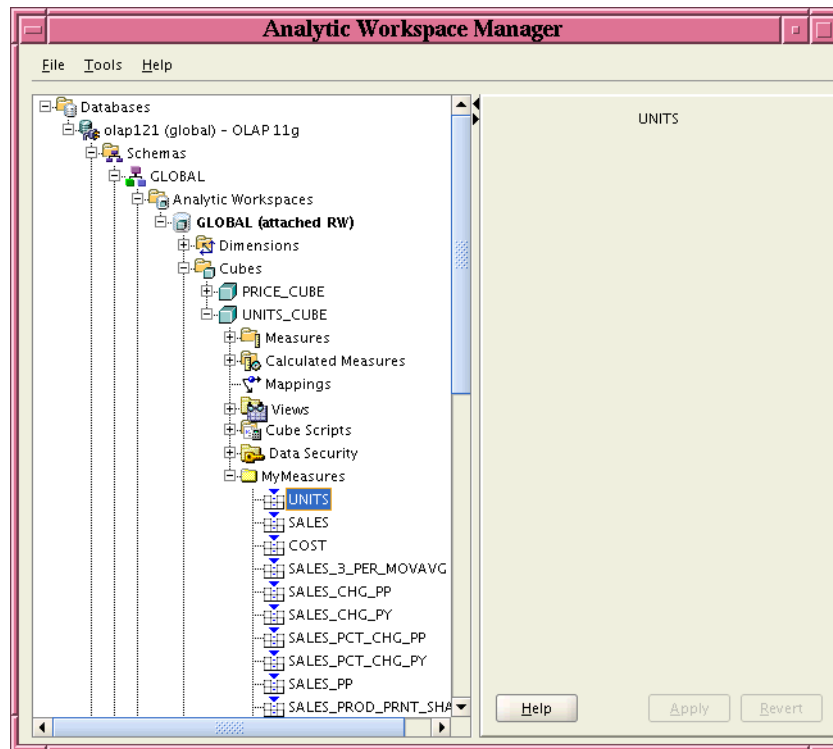 Analytic Workspace Manager
File Tools Help
Databases
olap121 (global) - OLAP 11g
Schemas
GLOBAL
Analytic Workspaces
GLOBAL (attached RW)
Dimensions
Cubes
PRICE_CUBE
UNITS_CUBE
Measures
Calculated Measures
Mappings
Views
Cube Scripts
Data Security
MyMeasures
UNITS
SALES
COST
SALES_3_PER_MOVAVG
SALES_CHG_PP
SALES_CHG_PY
SALES_PCT_CHG_PP
SALES_PCT_CHG_PY
SALES_PP
SALES_PROD_PRNT_SHA
UNITS
Help Apply Revert